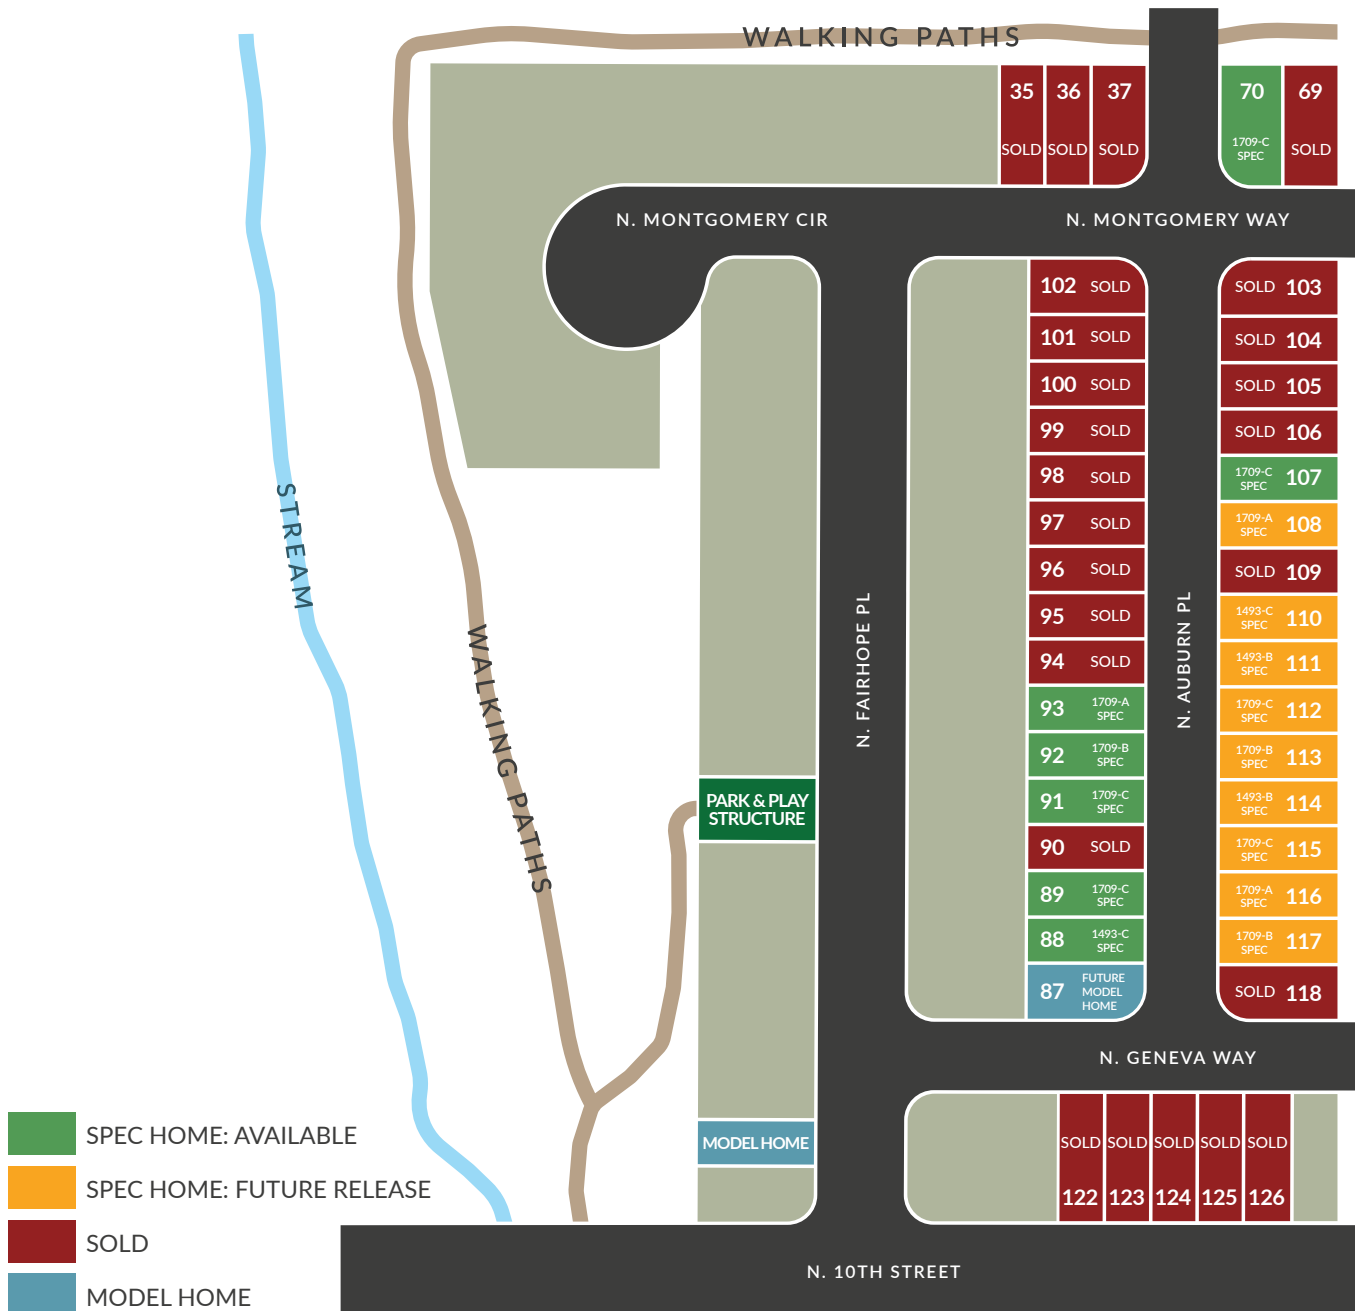 WALKING PATHS
35
36
37
70
69
SOLD
SOLD
SOLD
1709-C
SPEC
SOLD
N. MONTGOMERY CIR
N. MONTGOMERY WAY
102 SOLD
101 SOLD
100 SOLD
99 SOLD
98 SOLD
97 SOLD
96 SOLD
95 SOLD
94 SOLD
93 1709-A
SPEC
92 1709-B
SPEC
91 1709-C
SPEC
90 SOLD
89 1709-C
SPEC
88 1493-C
SPEC
87 FUTURE
MODEL
HOME
SOLD 103
SOLD 104
SOLD 105
SOLD 106
1709-C
SPEC 107
1709-A
SPEC 108
SOLD 109
1493-C
SPEC 110
1493-B
SPEC 111
1709-C
SPEC 112
1709-B
SPEC 113
1493-B
SPEC 114
1709-C
SPEC 115
1709-A
SPEC 116
1709-B
SPEC 117
SOLD 118
STREAM
WALKING PATHS
N. FAIRHOPE PL
N. AUBURN PL
PARK & PLAY
STRUCTURE
N. GENEVA WAY
MODEL HOME
SOLD
SOLD
SOLD
SOLD
SOLD
122
123
124
125
126
N. 10TH STREET
SPEC HOME: AVAILABLE
SPEC HOME: FUTURE RELEASE
SOLD
MODEL HOME